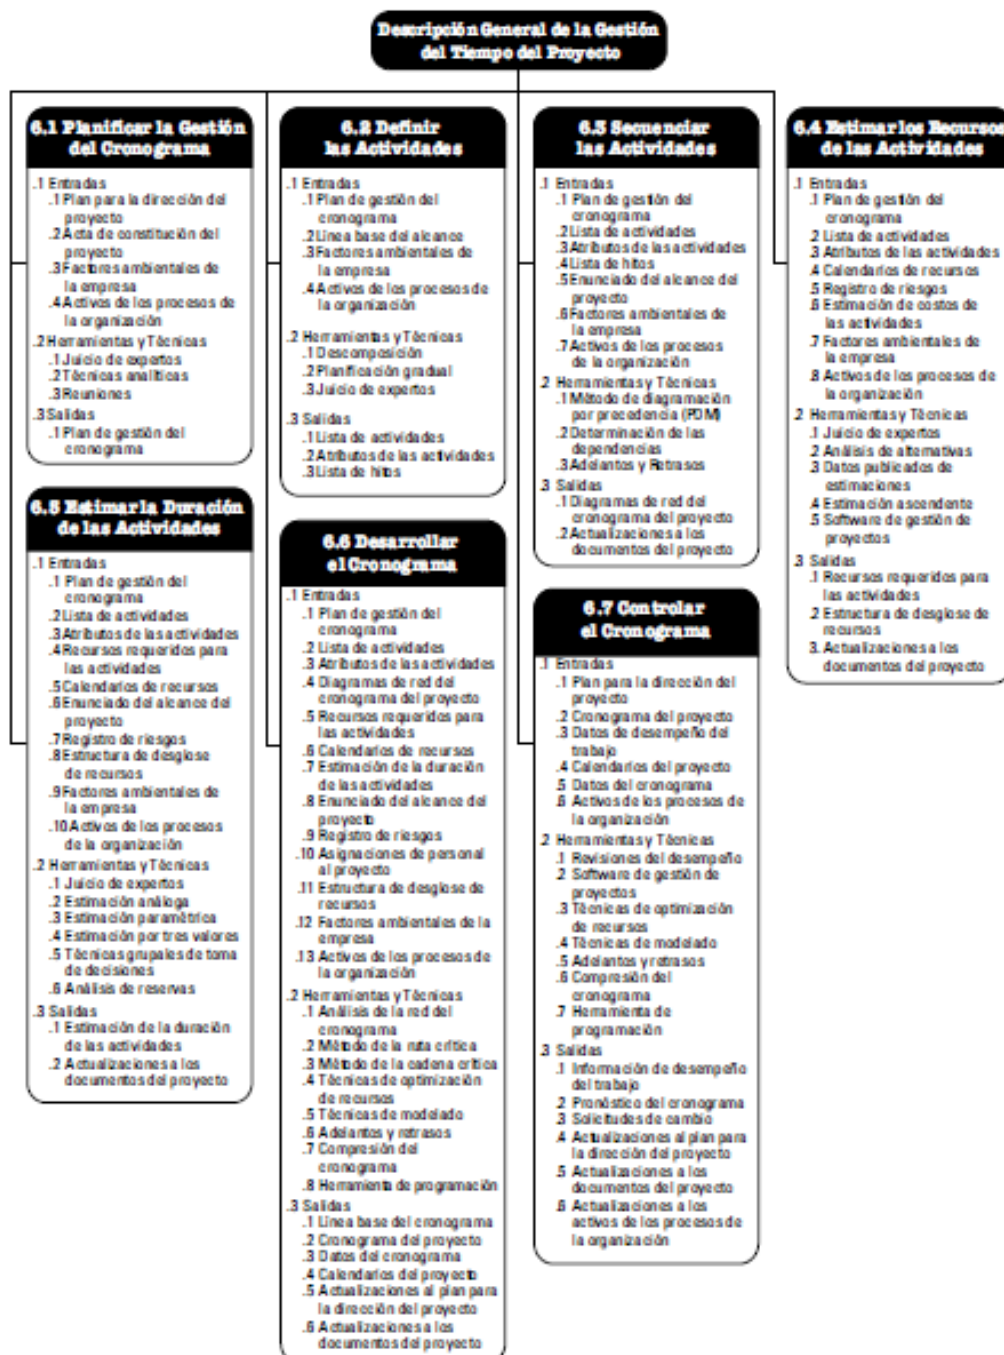 Descripción General de la Gestión
del Tiempo del Proyecto
6.1 Planificar la Gestión
del Cronograma
.1 Entradas
.1 Plan para la dirección del
proyecto
.2 Acta de constitución del
proyecto
.3 Factores ambientales de
la empresa
.4 Activos de los procesos de
la organización
.2 Herramientas y Técnicas
.1 Juicio de expertos
.2 Técnicas analíticas
.3 Reuniones
.3 Salidas
.1 Plan de gestión del
cronograma
6.2 Definir
las Actividades
.1 Entradas
.1 Plan de gestión del
cronograma
.2 Línea base del alcance
.3 Factores ambientales de
la empresa
.4 Activos de los procesos de
la organización
.2 Herramientas y Técnicas
.1 Descomposición
.2 Planificación gradual
.3 Juicio de expertos
.3 Salidas
.1 Lista de actividades
.2 Atributos de las actividades
.3 Lista de hitos
6.3 Secuenciar
las Actividades
.1 Entradas
.1 Plan de gestión del
cronograma
.2 Lista de actividades
.3 Atributos de las actividades
.4 Lista de hitos
.5 Enunciado del alcance del
proyecto
.6 Factores ambientales de
la empresa
.7 Activos de los procesos
de la organización
.2 Herramientas y Técnicas
.1 Método de diagramación
por precedencia (PDM)
.2 Determinación de las
dependencias
.3 Adelantos y Retrasos
.3 Salidas
.1 Diagramas de red del
cronograma del proyecto
.2 Actualizaciones a los
documentos del proyecto
6.4 Estimar los Recursos
de las Actividades
.1 Entradas
.1 Plan de gestión del
cronograma
.2 Lista de actividades
.3 Atributos de las actividades
.4 Calendarios de recursos
.5 Registro de riesgos
.6 Estimación de costos de
las actividades
.7 Factores ambientales de
la empresa
.8 Activos de los procesos de
la organización
.2 Herramientas y Técnicas
.1 Juicio de expertos
.2 Análisis de alternativas
.3 Datos publicados de
estimaciones
.4 Estimación ascendente
.5 Software de gestión de
proyectos
.3 Salidas
.1 Recursos requeridos para
las actividades
.2 Estructura de desglose de
recursos
3. Actualizaciones a los
documentos del proyecto
6.5 Estimar la Duración
de las Actividades
.1 Entradas
.1 Plan de gestión del
cronograma
.2 Lista de actividades
.3 Atributos de las actividades
.4 Recursos requeridos para
las actividades
.5 Calendarios de recursos
.6 Enunciado del alcance del
proyecto
.7 Registro de riesgos
.8 Estructura de desglose
de recursos
.9 Factores ambientales de
la empresa
.10 Activos de los procesos
de la organización
.2 Herramientas y Técnicas
.1 Juicio de expertos
.2 Estimación análoga
.3 Estimación paramétrica
.4 Estimación por tres valores
.5 Técnicas grupales de toma
de decisiones
.6 Análisis de reservas
.3 Salidas
.1 Estimación de la duración
de las actividades
.2 Actualizaciones a los
documentos del proyecto
6.6 Desarrollar
el Cronograma
.1 Entradas
.1 Plan de gestión del
cronograma
.2 Lista de actividades
.3 Atributos de las actividades
.4 Diagramas de red del
cronograma del proyecto
.5 Recursos requeridos para
las actividades
.6 Calendarios de recursos
.7 Estimación de la duración
de las actividades
.8 Enunciado del alcance del
proyecto
.9 Registro de riesgos
.10 Asignaciones de personal
al proyecto
.11 Estructura de desglose de
recursos
.12 Factores ambientales de la
empresa
.13 Activos de los procesos de
la organización
.2 Herramientas y Técnicas
.1 Análisis de la red del
cronograma
.2 Método de la ruta crítica
.3 Método de la cadena crítica
.4 Técnicas de optimización
de recursos
.5 Técnicas de modelado
.6 Adelantos y retrasos
.7 Compresión del
cronograma
.8 Herramienta de programación
.3 Salidas
.1 Línea base del cronograma
.2 Cronograma del proyecto
.3 Datos del cronograma
.4 Calendarios del proyecto
.5 Actualizaciones al plan para
la dirección del proyecto
.6 Actualizaciones a los
documentos del proyecto
6.7 Controlar
el Cronograma
.1 Entradas
.1 Plan para la dirección del
proyecto
.2 Cronograma del proyecto
.3 Datos de desempeño del
trabajo
.4 Calendarios del proyecto
.5 Datos del cronograma
.6 Activos de los procesos de
la organización
.2 Herramientas y Técnicas
.1 Revisiones del desempeño
.2 Software de gestión de
proyectos
.3 Técnicas de optimización
de recursos
.4 Técnicas de modelado
.5 Adelantos y retrasos
.6 Compresión del
cronograma
.7 Herramienta de
programación
.3 Salidas
.1 Información de desempeño
del trabajo
.2 Pronóstico del cronograma
.3 Solicitudes de cambio
.4 Actualizaciones al plan para
la dirección del proyecto
.5 Actualizaciones a los
documentos del proyecto
.6 Actualizaciones a los
activos de los procesos de
la organización